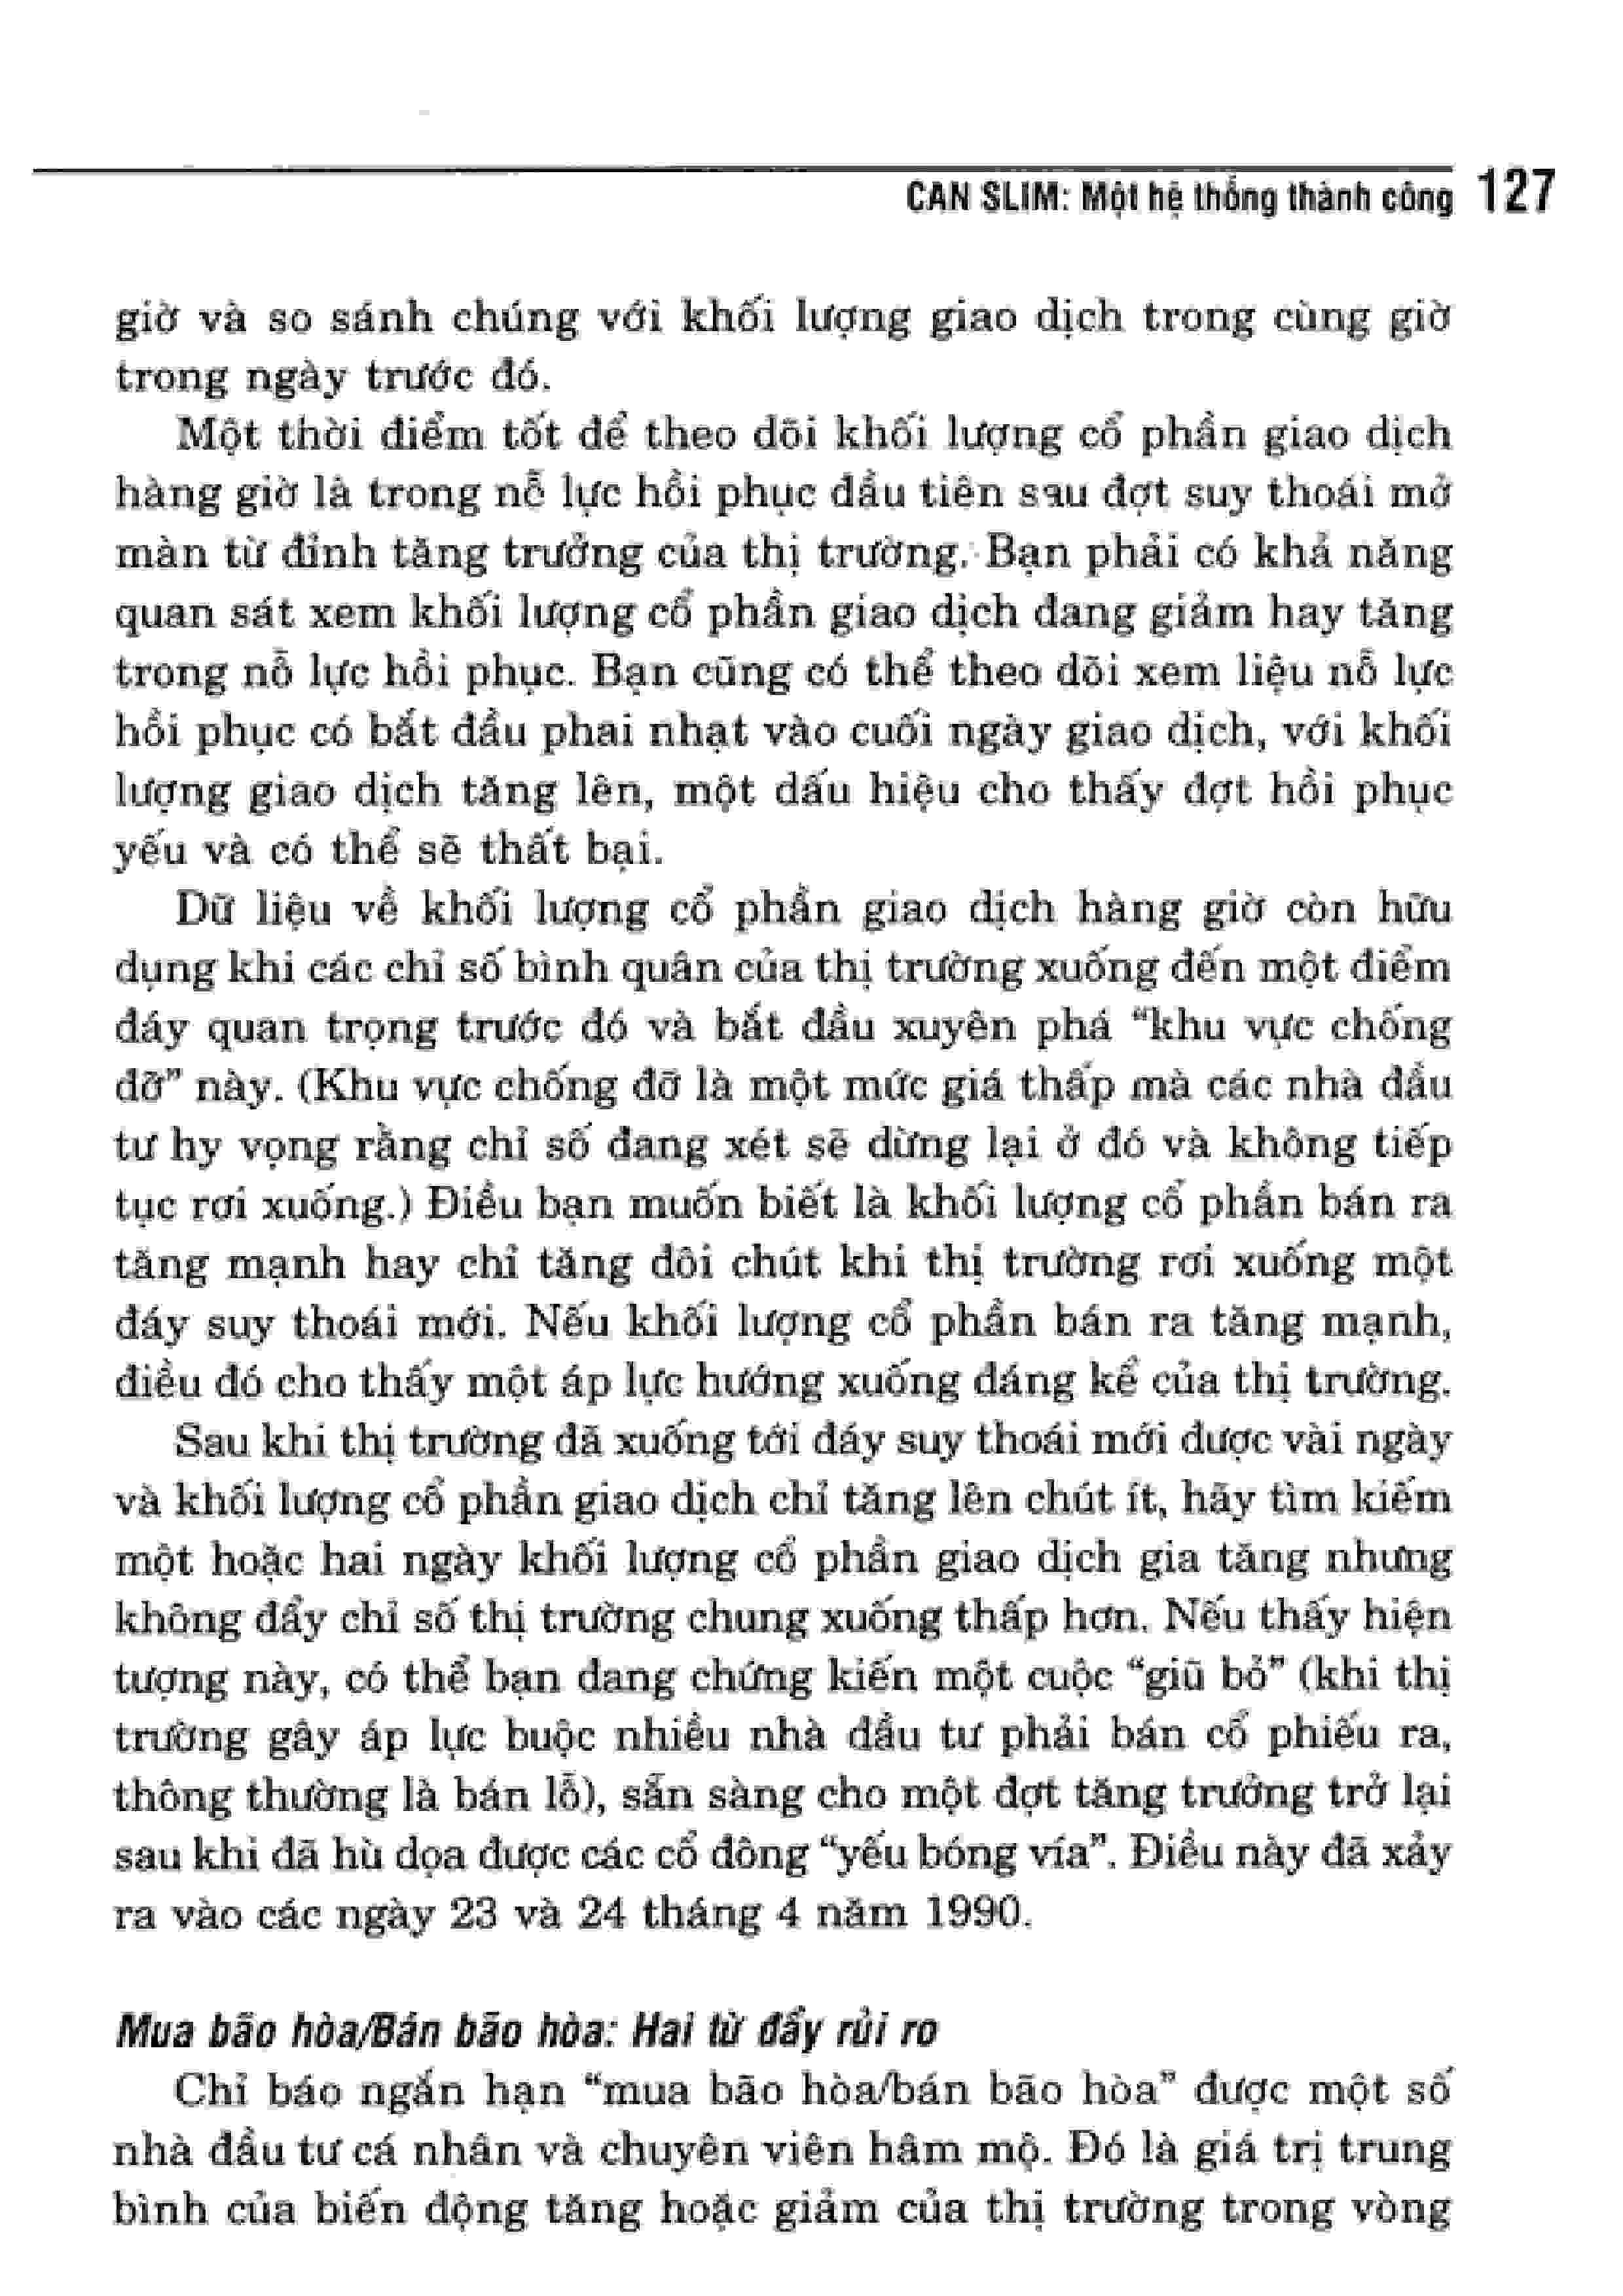 CAN SLIM: Một hệ thống thành công 127
giờ và so sánh chúng với khối lượng giao dịch trong cùng giờ
trong ngày trước đó.
Một thời điểm tốt để theo dõi khối lượng cổ phần giao dịch
hàng giờ là trong nỗ lực hồi phục đầu tiên sau đợt suy thoái mở
màn từ đỉnh tăng trưởng của thị trường. Bạn phải có khả năng
quan sát xem khối lượng cổ phần giao dịch đang giảm hay tăng
trong nỗ lực hồi phục. Bạn cũng có thể theo dõi xem liệu nỗ lực
hồi phục có bắt đầu phai nhạt vào cuối ngày giao dịch, với khối
lượng giao dịch tăng lên, một dấu hiệu cho thấy đợt hồi phục
yếu và có thể sẽ thất bại.
Dữ liệu về khối lượng cổ phần giao dịch hàng giờ còn hữu
dụng khi các chỉ số bình quân của thị trường xuống đến một điểm
đáy quan trọng trước đó và bắt đầu xuyên phá “khu vực chống
đỡ” này. (Khu vực chống đỡ là một mức giá thấp mà các nhà đầu
tư hy vọng rằng chỉ số đang xét sẽ dừng lại ở đó và không tiếp
tục rơi xuống.) Điều bạn muốn biết là khối lượng cổ phần bán ra
tăng mạnh hay chỉ tăng đôi chút khi thị trường rơi xuống một
đáy suy thoái mới. Nếu khối lượng cổ phần bán ra tăng mạnh,
điều đó cho thấy một áp lực hướng xuống đáng kể của thị trường.
Sau khi thị trường đã xuống tới đáy suy thoái mới được vài ngày
và khối lượng cổ phần giao dịch chỉ tăng lên chút ít, hãy tìm kiếm
một hoặc hai ngày khối lượng cổ phần giao dịch gia tăng nhưng
không đẩy chỉ số thị trường chung xuống thấp hơn. Nếu thấy hiện
tượng này, có thể bạn đang chứng kiến một cuộc “giũ bỏ” (khi thị
trường gây áp lực buộc nhiều nhà đầu tư phải bán cổ phiếu ra,
thông thường là bán lỗ), sẵn sàng cho một đợt tăng trưởng trở lại
sau khi đã hù dọa được các cổ đông “yếu bóng vía”. Điều này đã xảy
ra vào các ngày 23 và 24 tháng 4 năm 1990.
Mua bão hòa/Bán bão hòa: Hai từ đẩy rủi ro
Chỉ báo ngắn hạn “mua bão hòa/bán bão hòa” được một số
nhà đầu tư cá nhân và chuyên viên hâm mộ. Đó là giá trị trung
bình của biến động tăng hoặc giảm của thị trường trong vòng